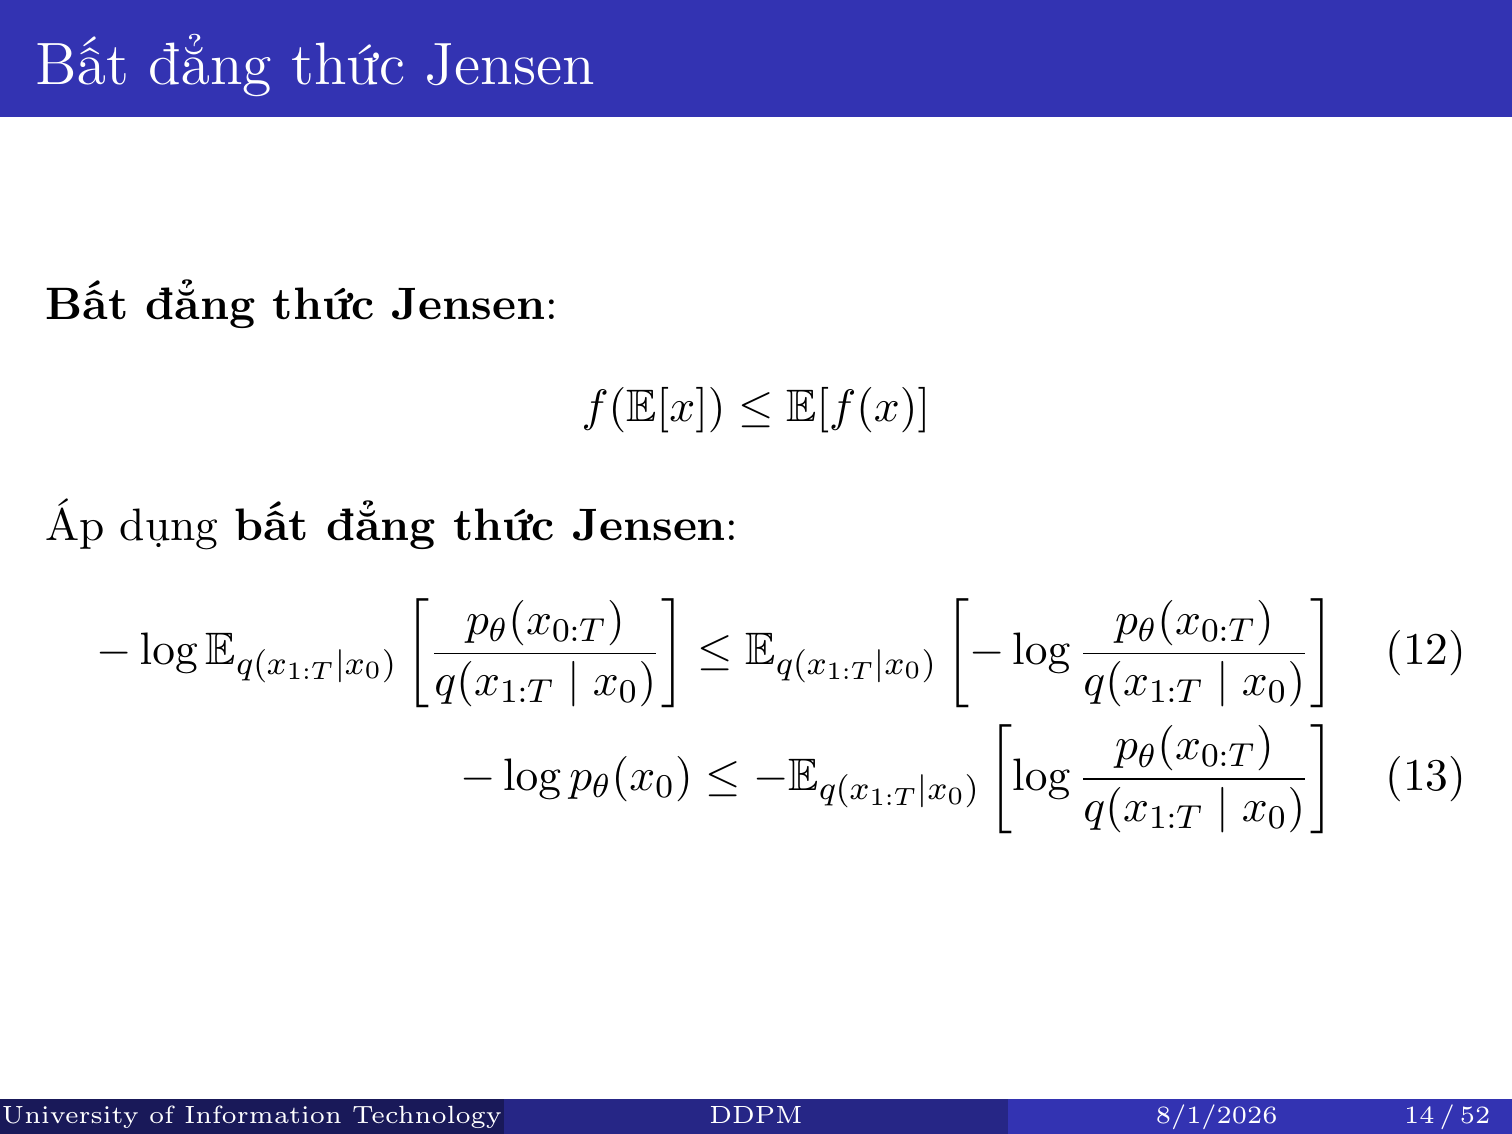 Bất đẳng thức Jensen
Bất đẳng thức Jensen:
f(𝔼[x]) ≤ 𝔼[f(x)]
Áp dụng bất đẳng thức Jensen:
− log 𝔼_{q(x_{1:T}|x_0)} [ p_θ(x_{0:T}) / q(x_{1:T} | x_0) ] ≤ 𝔼_{q(x_{1:T}|x_0)} [ − log p_θ(x_{0:T}) / q(x_{1:T} | x_0) ] (12)
− log p_θ(x_0) ≤ −𝔼_{q(x_{1:T}|x_0)} [ log p_θ(x_{0:T}) / q(x_{1:T} | x_0) ] (13)
University of Information Technology DDPM 8/1/2026 14 / 52